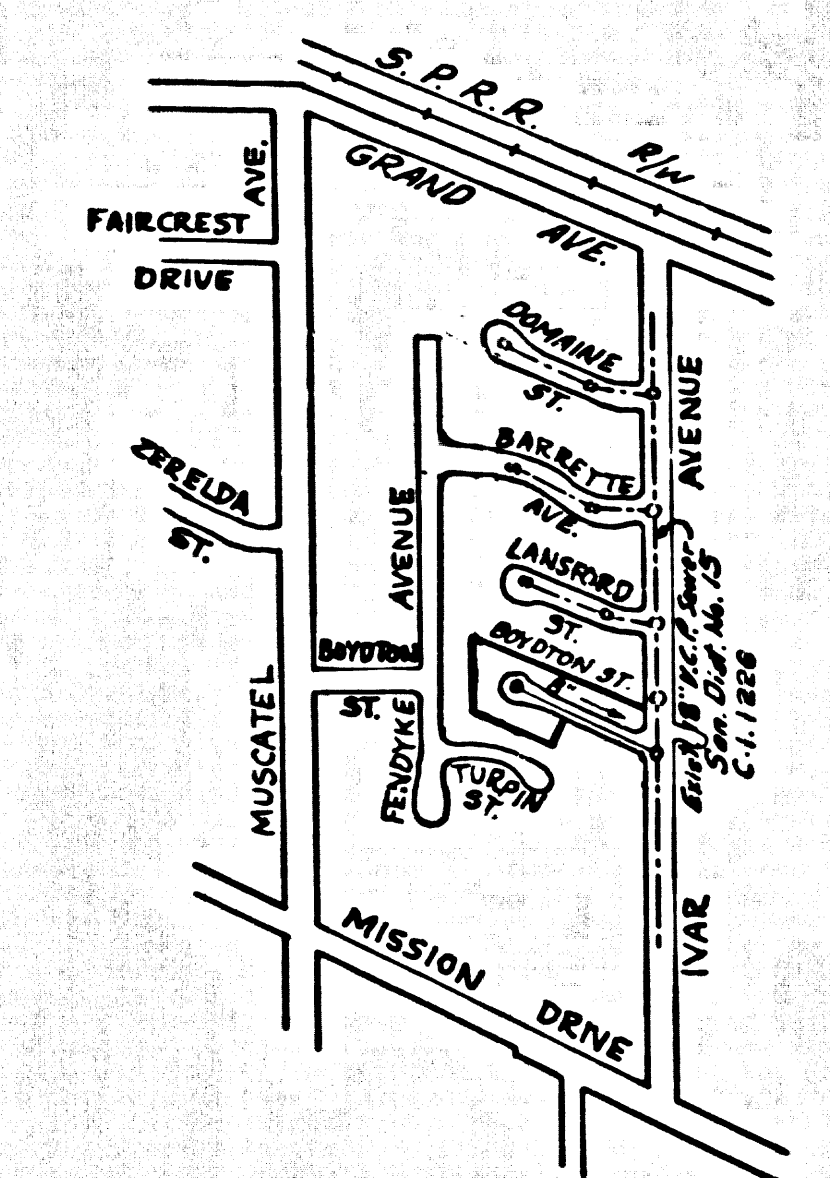 S. P. R. R.
R/W
GRAND
AVE.
AVE.
FAIRCREST
DRIVE
DOMAINE
ST.
AVENUE
BARRETTE
AVE.
ZERELDA
ST.
AVENUE
LANSFORD
ST.
BOYDTON ST.
8"
BOYDTON
ST.
Exist. 18" V.C.P. Sewer
San. Dist. No. 15
C.I. 1226
MUSCATEL
FENDYKE
TURPIN
ST.
IVAR
MISSION
DRIVE